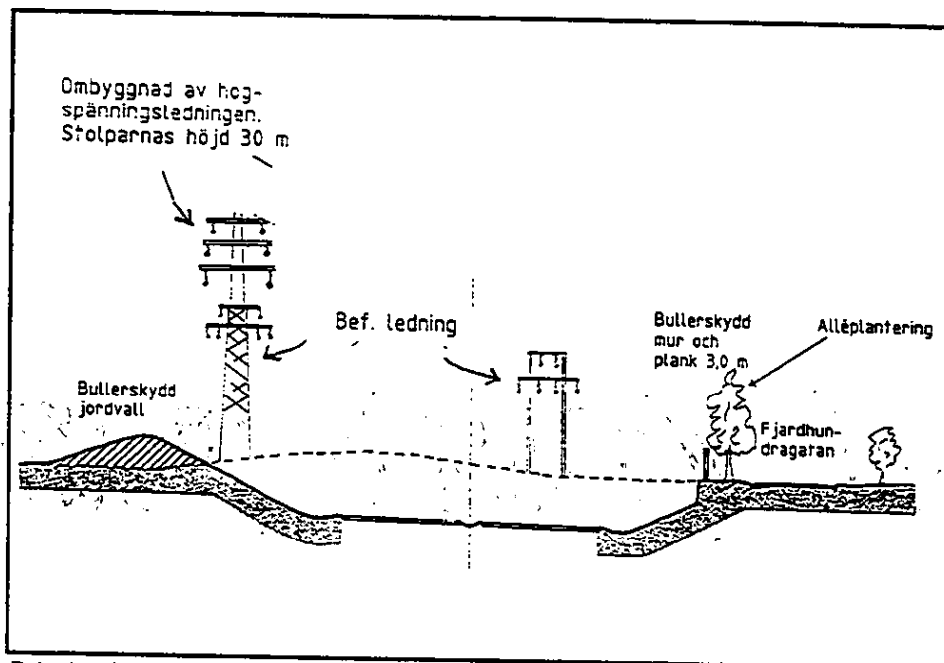 Ombyggnad av hog-
spänningsledningen.
Stolparnas höjd 30 m
Bef. ledning
Bullerskydd
mur och
plank 3,0 m
Alléplantering
Bullerskydd
jordvall
Fjardhun-
dragatan